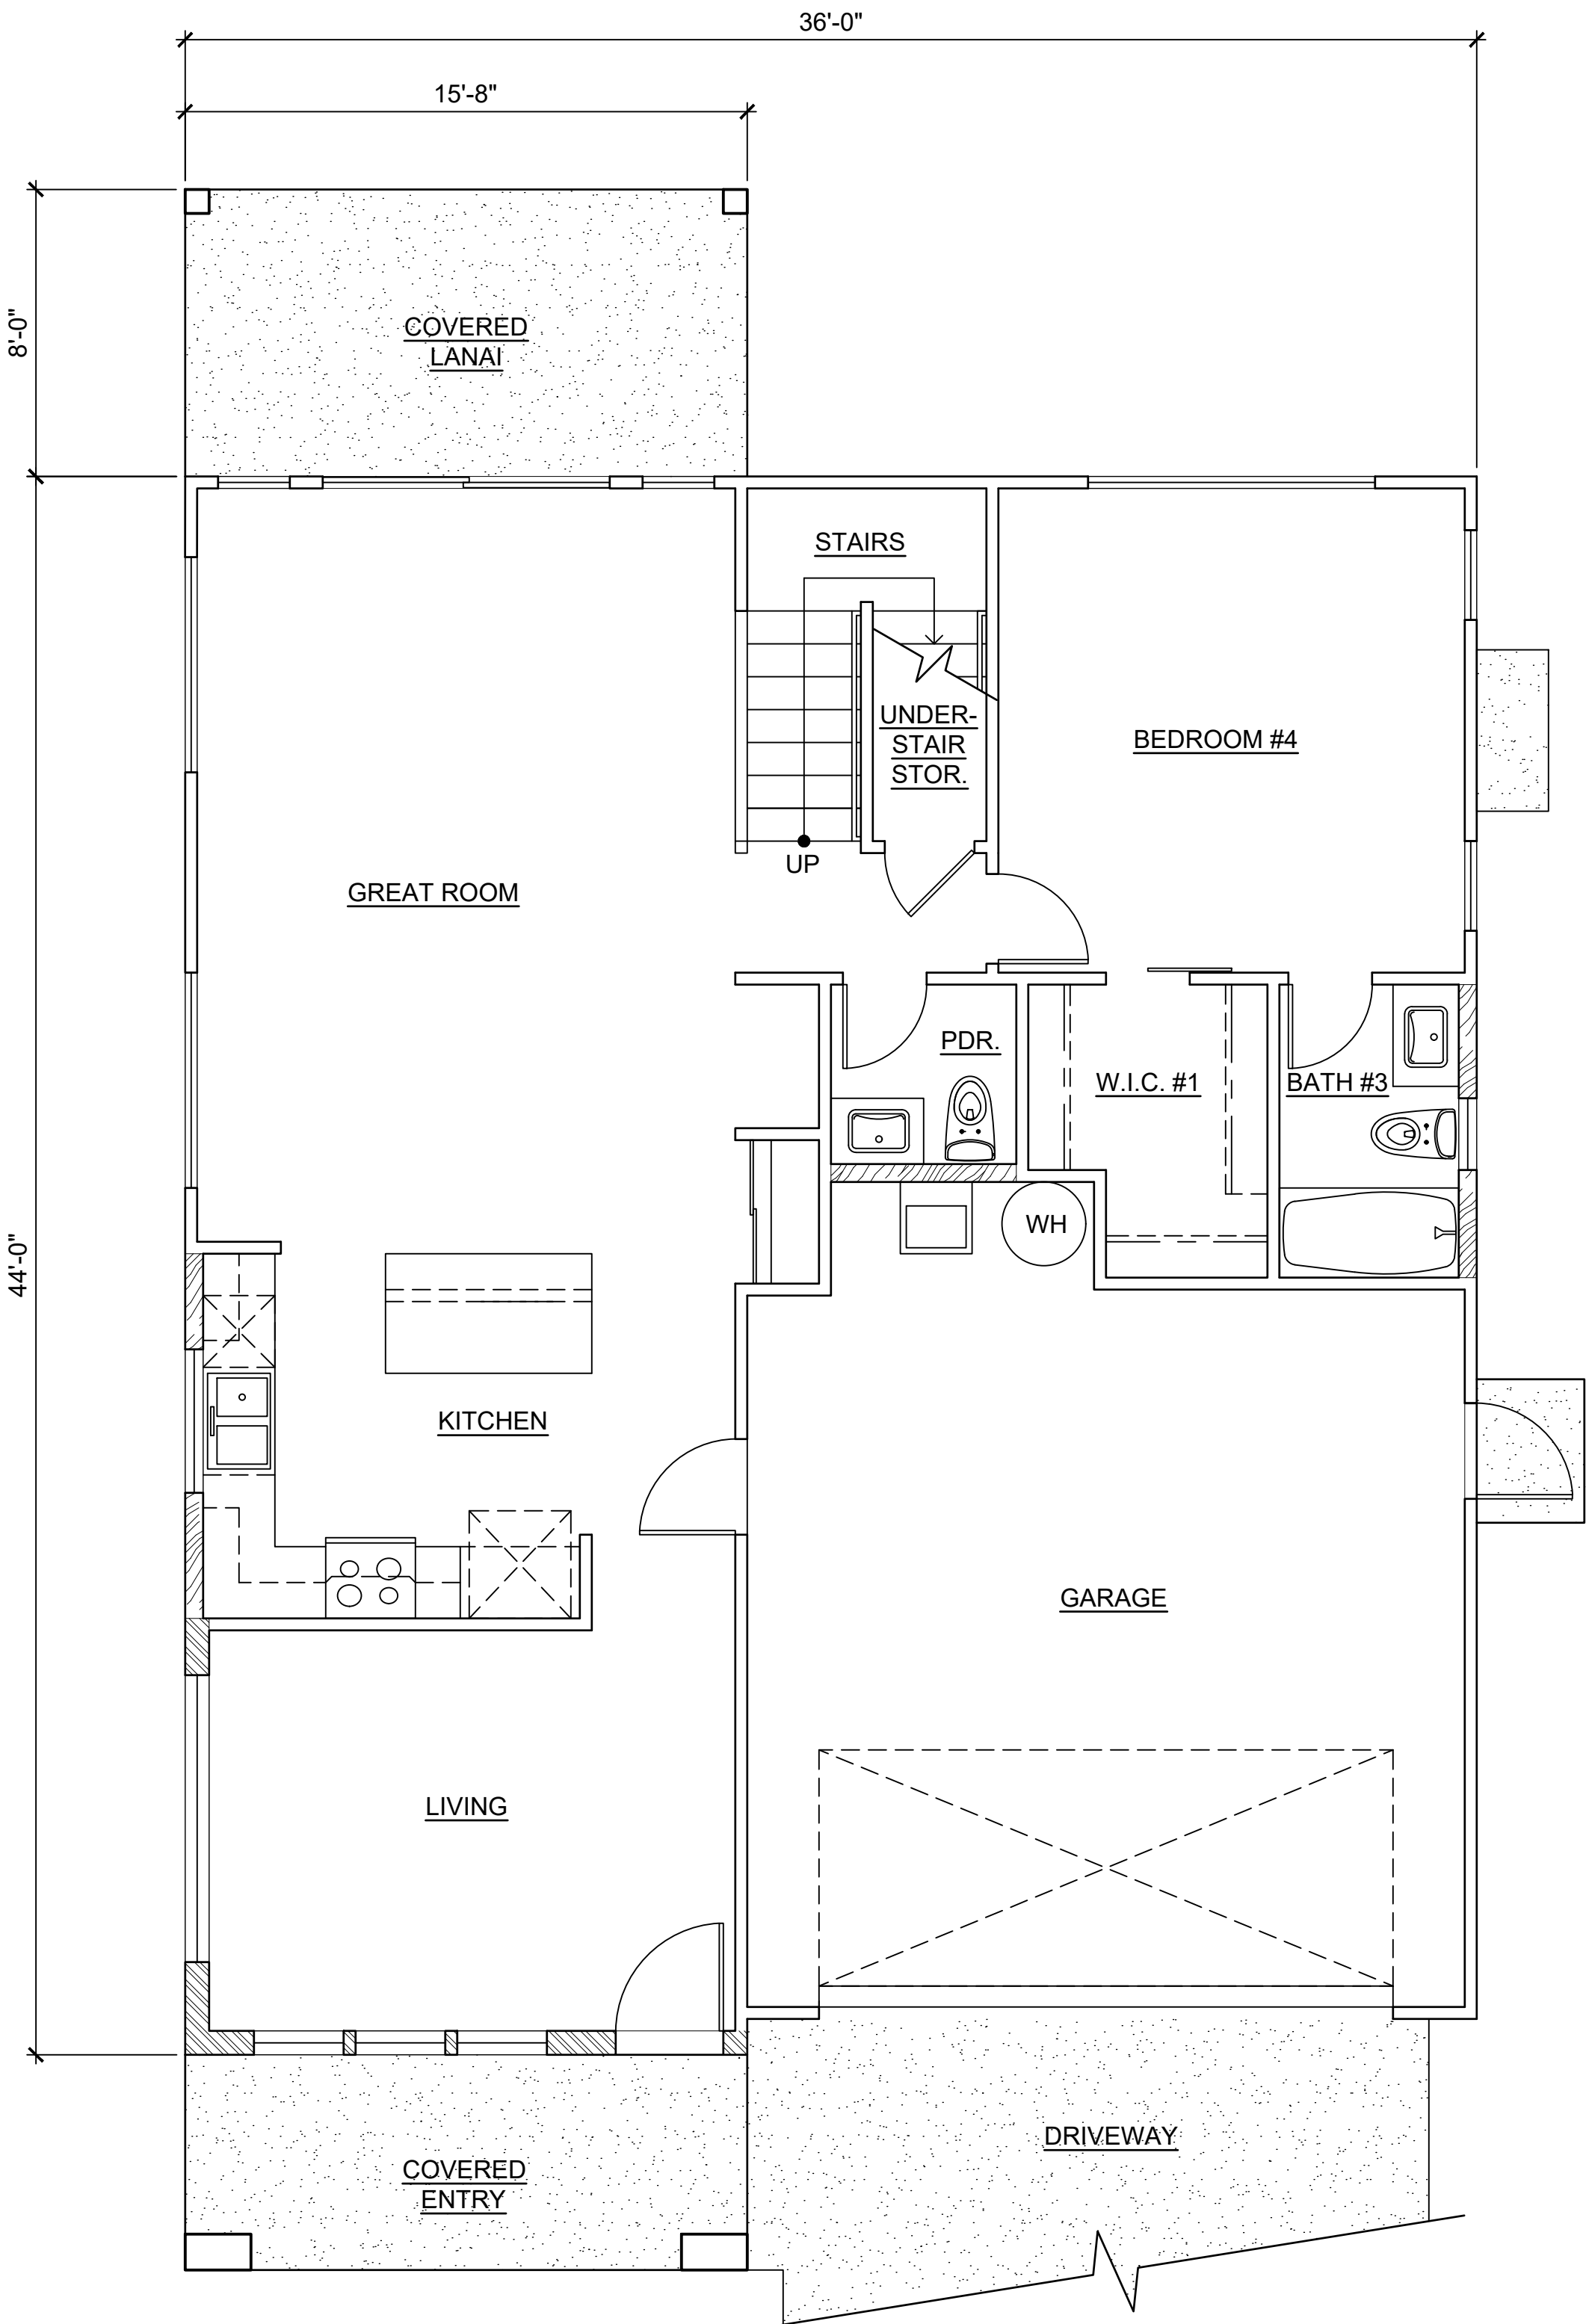 36'-0"
15'-8"
8'-0"
COVERED
LANAI
STAIRS
UNDER-
STAIR
STOR.
BEDROOM #4
UP
GREAT ROOM
PDR.
W.I.C. #1
BATH #3
WH
44'-0"
KITCHEN
GARAGE
LIVING
DRIVEWAY
COVERED
ENTRY